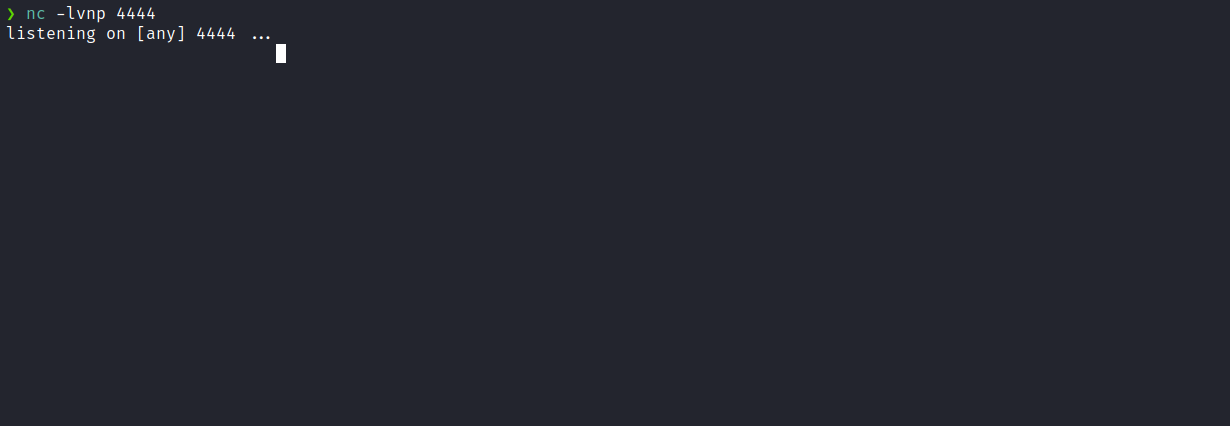 ❯ nc -lvnp 4444
listening on [any] 4444 ...